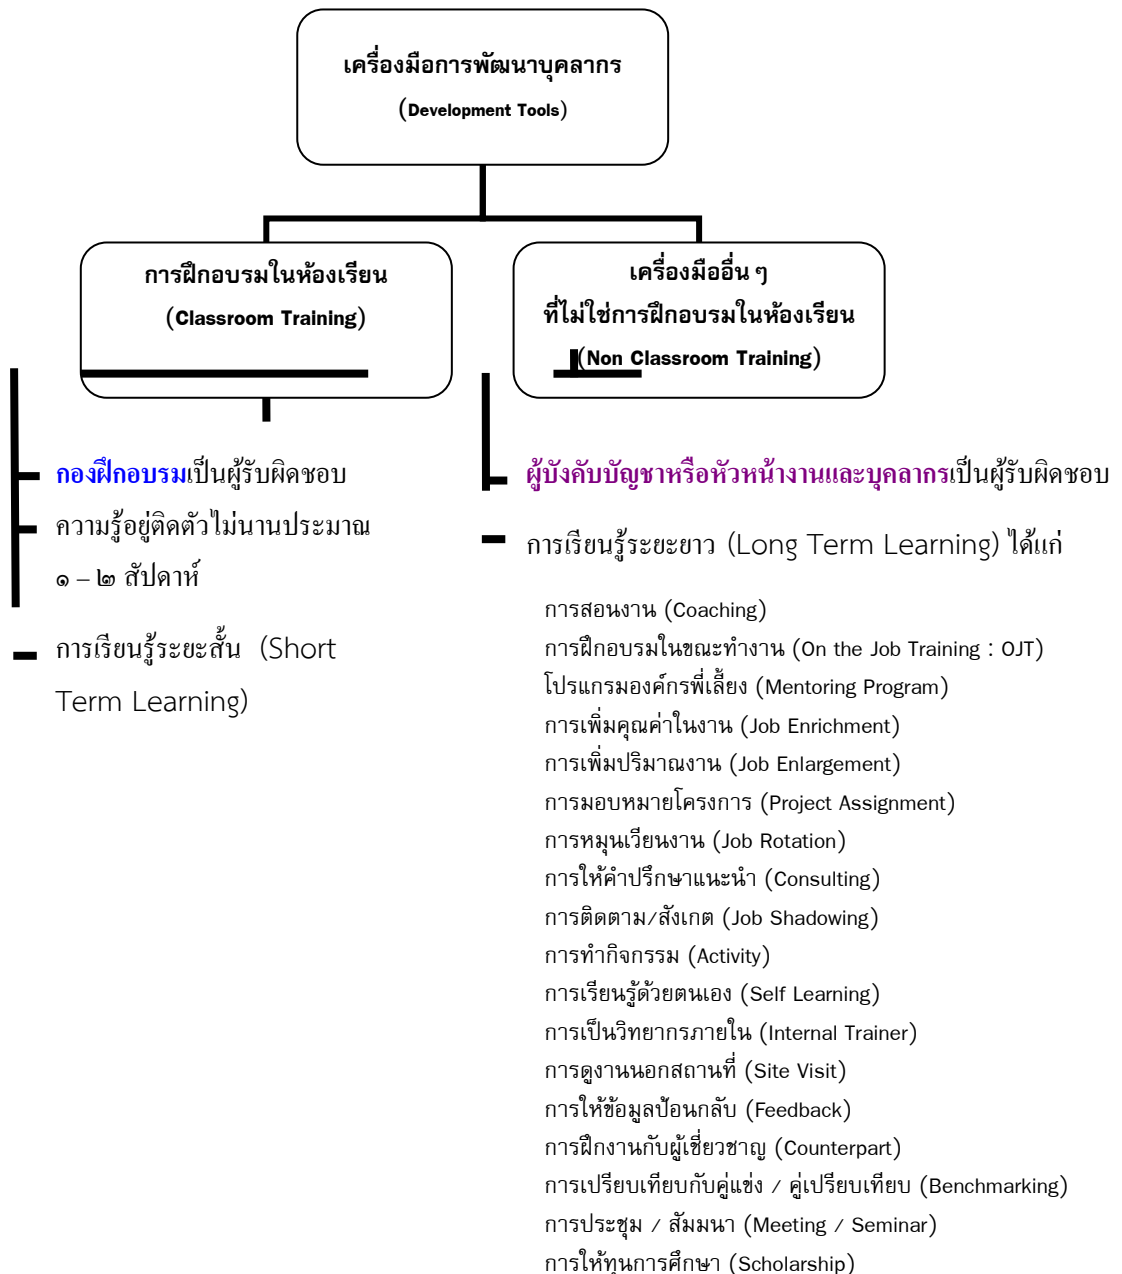 เครื่องมือการพัฒนาบุคลากร
(Development Tools)
การฝึกอบรมในห้องเรียน
(Classroom Training)
เครื่องมืออื่น ๆ
ที่ไม่ใช่การฝึกอบรมในห้องเรียน
(Non Classroom Training)
กองฝึกอบรมเป็นผู้รับผิดชอบ
ความรู้อยู่ติดตัวไม่นานประมาณ
๑ – ๒ สัปดาห์
การเรียนรู้ระยะสั้น (Short
Term Learning)
ผู้บังคับบัญชาหรือหัวหน้างานและบุคลากรเป็นผู้รับผิดชอบ
การเรียนรู้ระยะยาว (Long Term Learning) ได้แก่
การสอนงาน (Coaching)
การฝึกอบรมในขณะทำงาน (On the Job Training : OJT)
โปรแกรมองค์กรพี่เลี้ยง (Mentoring Program)
การเพิ่มคุณค่าในงาน (Job Enrichment)
การเพิ่มปริมาณงาน (Job Enlargement)
การมอบหมายโครงการ (Project Assignment)
การหมุนเวียนงาน (Job Rotation)
การให้คำปรึกษาแนะนำ (Consulting)
การติดตาม/สังเกต (Job Shadowing)
การทำกิจกรรม (Activity)
การเรียนรู้ด้วยตนเอง (Self Learning)
การเป็นวิทยากรภายใน (Internal Trainer)
การดูงานนอกสถานที่ (Site Visit)
การให้ข้อมูลป้อนกลับ (Feedback)
การฝึกงานกับผู้เชี่ยวชาญ (Counterpart)
การเปรียบเทียบกับคู่แข่ง / คู่เปรียบเทียบ (Benchmarking)
การประชุม / สัมมนา (Meeting / Seminar)
การให้ทุนการศึกษา (Scholarship)